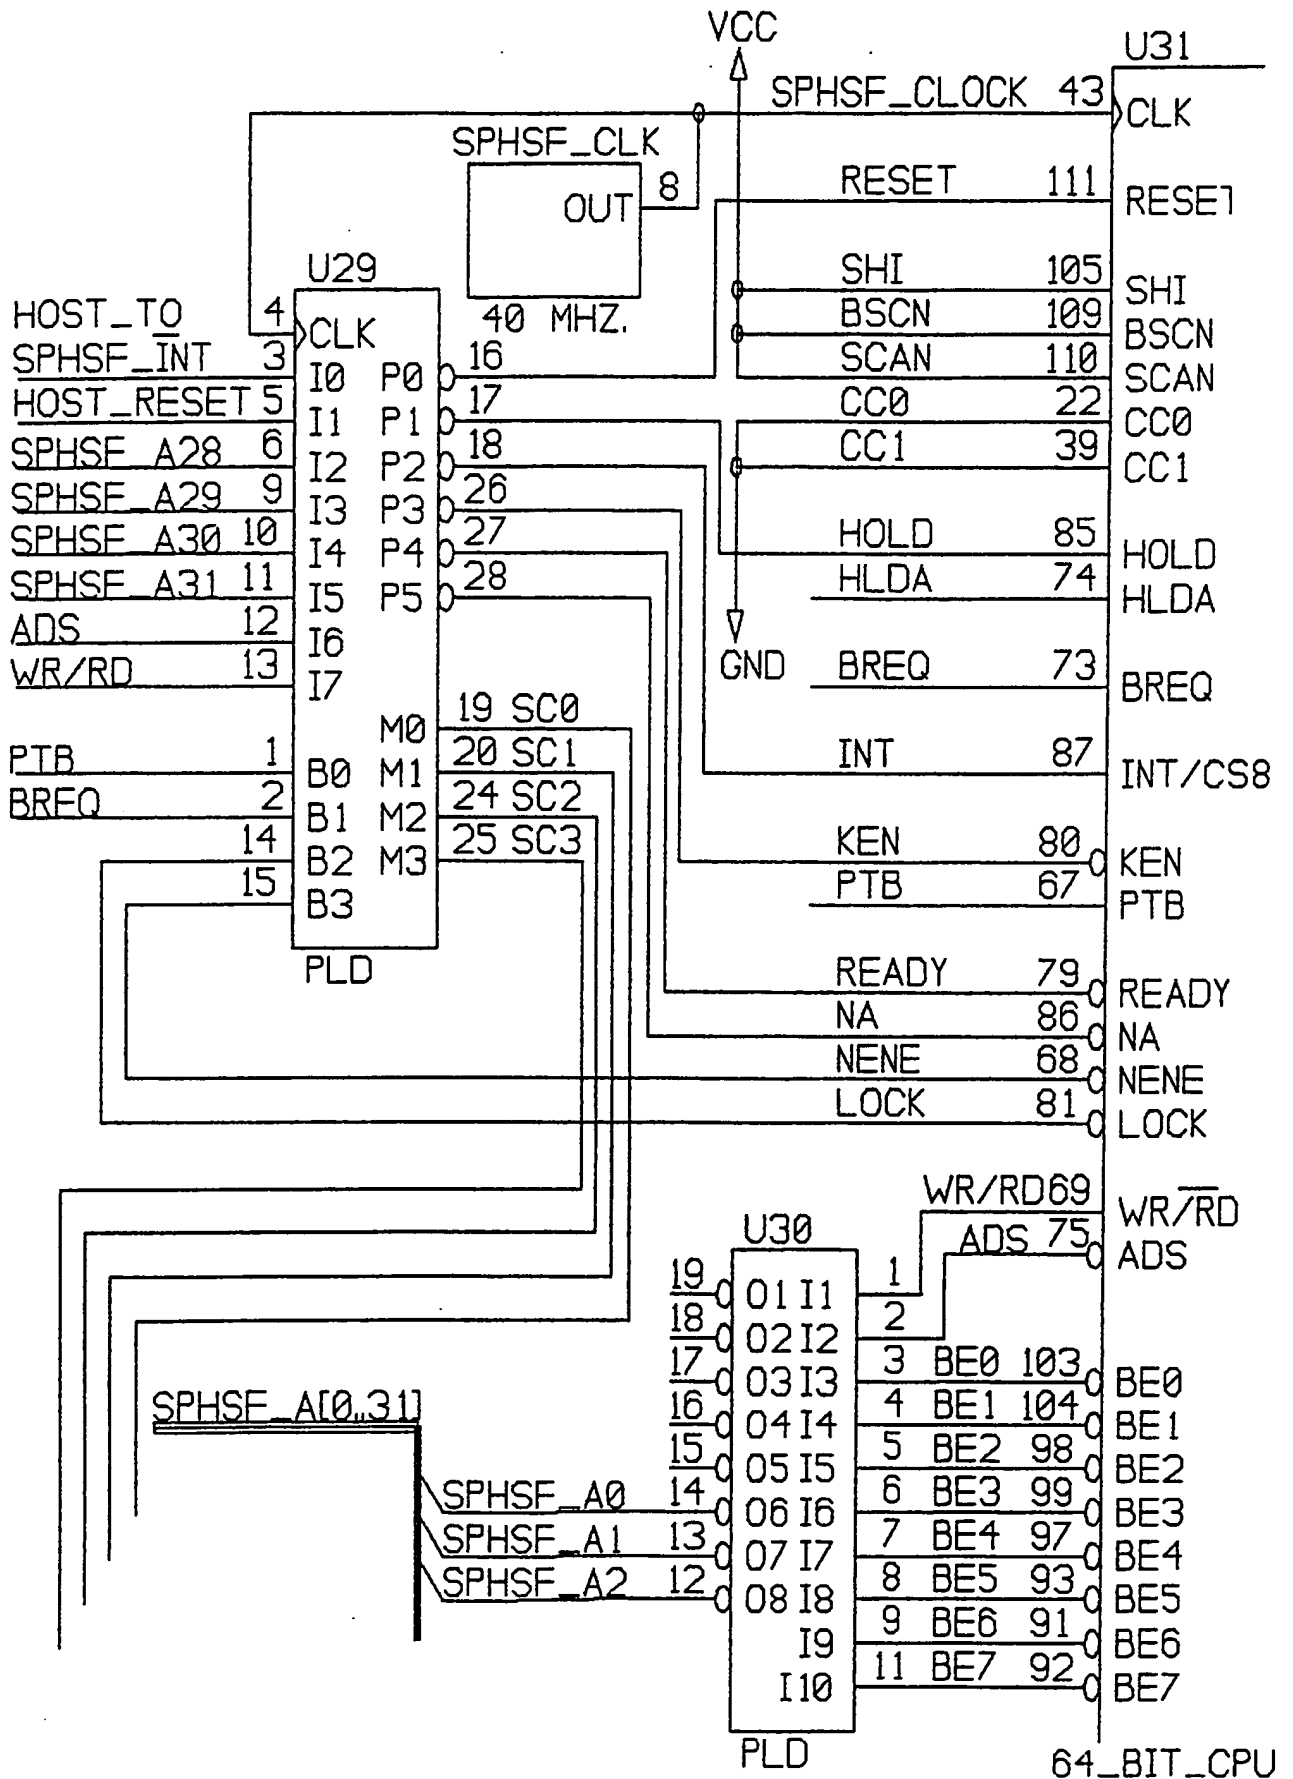 VCC
U31
SPHSF_CLOCK 43 CLK
SPHSF_CLK
OUT 8
40 MHZ.
RESET 111 RESET
SHI 105 SHI
BSCN 109 BSCN
SCAN 110 SCAN
CC0 22 CC0
CC1 39 CC1
HOLD 85 HOLD
HLDA 74 HLDA
GND
BREQ 73 BREQ
INT 87 INT/CS8
KEN 80 KEN
PTB 67 PTB
READY 79 READY
NA 86 NA
NENE 68 NENE
LOCK 81 LOCK
WR/RD 69 WR/RD
ADS 75 ADS
U29
HOST_TO 4 CLK
SPHSF_INT 3 I0 P0 16
HOST_RESET 5 I1 P1 17
SPHSF_A28 6 I2 P2 18
SPHSF_A29 9 I3 P3 26
SPHSF_A30 10 I4 P4 27
SPHSF_A31 11 I5 P5 28
ADS 12 I6
WR/RD 13 I7
M0 19 SC0
PTB 1 B0 M1 20 SC1
BREQ 2 B1 M2 24 SC2
14 B2 M3 25 SC3
15 B3
PLD
U30
19 O1 I1 1
18 O2 I2 2
17 O3 I3 3 BE0 103 BE0
16 O4 I4 4 BE1 104 BE1
15 O5 I5 5 BE2 98 BE2
SPHSF_A[0..31]
SPHSF_A0 14 O6 I6 6 BE3 99 BE3
SPHSF_A1 13 O7 I7 7 BE4 97 BE4
SPHSF_A2 12 O8 I8 8 BE5 93 BE5
I9 9 BE6 91 BE6
I10 11 BE7 92 BE7
PLD
64_BIT_CPU